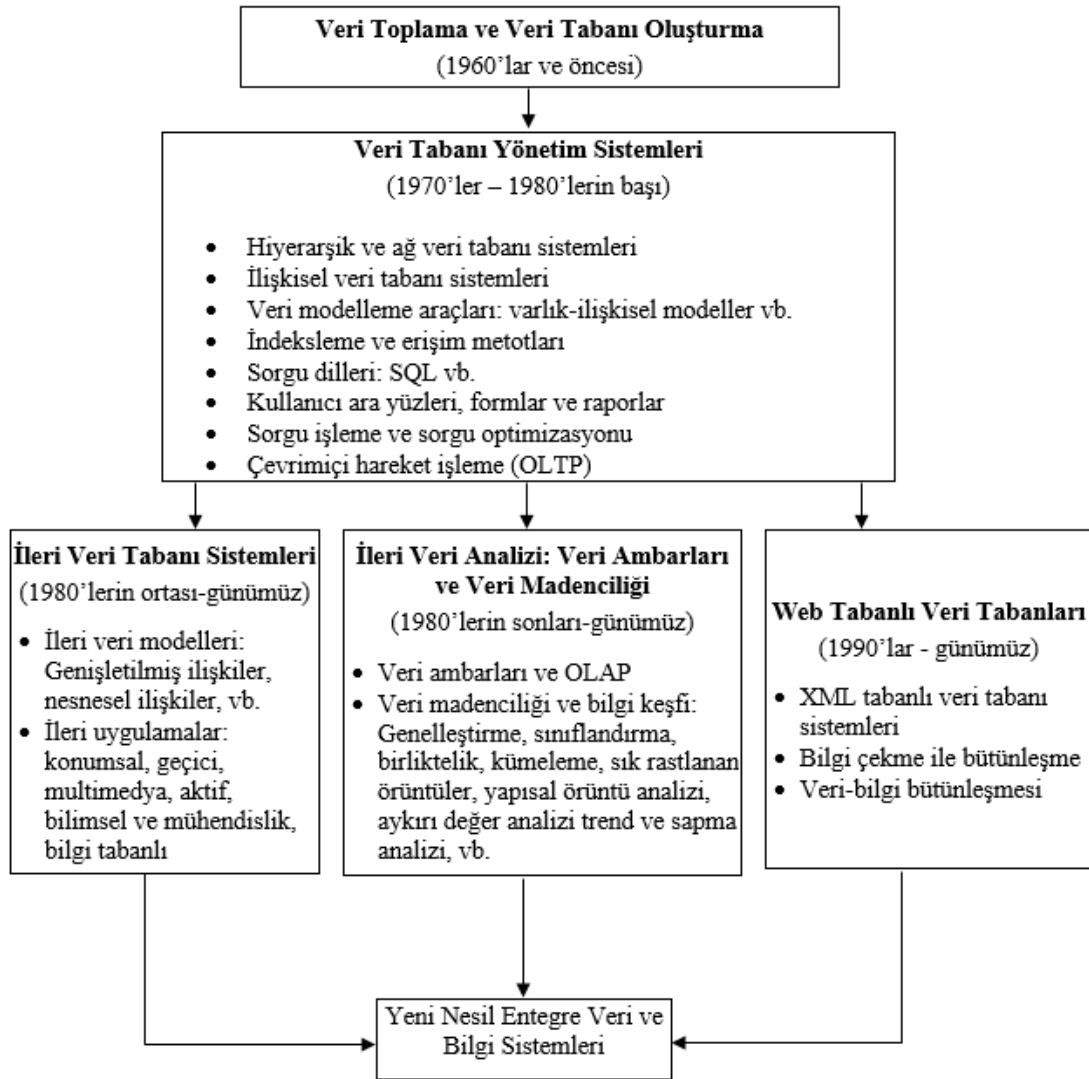 Veri Toplama ve Veri Tabanı Oluşturma
(1960’lar ve öncesi)
Veri Tabanı Yönetim Sistemleri
(1970’ler – 1980’lerin başı)
• Hiyerarşik ve ağ veri tabanı sistemleri
• İlişkisel veri tabanı sistemleri
• Veri modelleme araçları: varlık-ilişkisel modeller vb.
• İndeksleme ve erişim metotları
• Sorgu dilleri: SQL vb.
• Kullanıcı ara yüzleri, formlar ve raporlar
• Sorgu işleme ve sorgu optimizasyonu
• Çevrimiçi hareket işleme (OLTP)
İleri Veri Tabanı Sistemleri
(1980’lerin ortası-günümüz)
• İleri veri modelleri:
Genişletilmiş ilişkiler,
nesnesel ilişkiler, vb.
• İleri uygulamalar:
konumsal, geçici,
multimedya, aktif,
bilimsel ve mühendislik,
bilgi tabanlı
İleri Veri Analizi: Veri Ambarları
ve Veri Madenciliği
(1980’lerin sonları-günümüz)
• Veri ambarları ve OLAP
• Veri madenciliği ve bilgi keşfi:
Genelleştirme, sınıflandırma,
birliktelik, kümeleme, sık rastlanan
örüntüler, yapısal örüntü analizi,
aykırı değer analizi trend ve sapma
analizi, vb.
Web Tabanlı Veri Tabanları
(1990’lar - günümüz)
• XML tabanlı veri tabanı
sistemleri
• Bilgi çekme ile bütünleşme
• Veri-bilgi bütünleşmesi
Yeni Nesil Entegre Veri ve
Bilgi Sistemleri